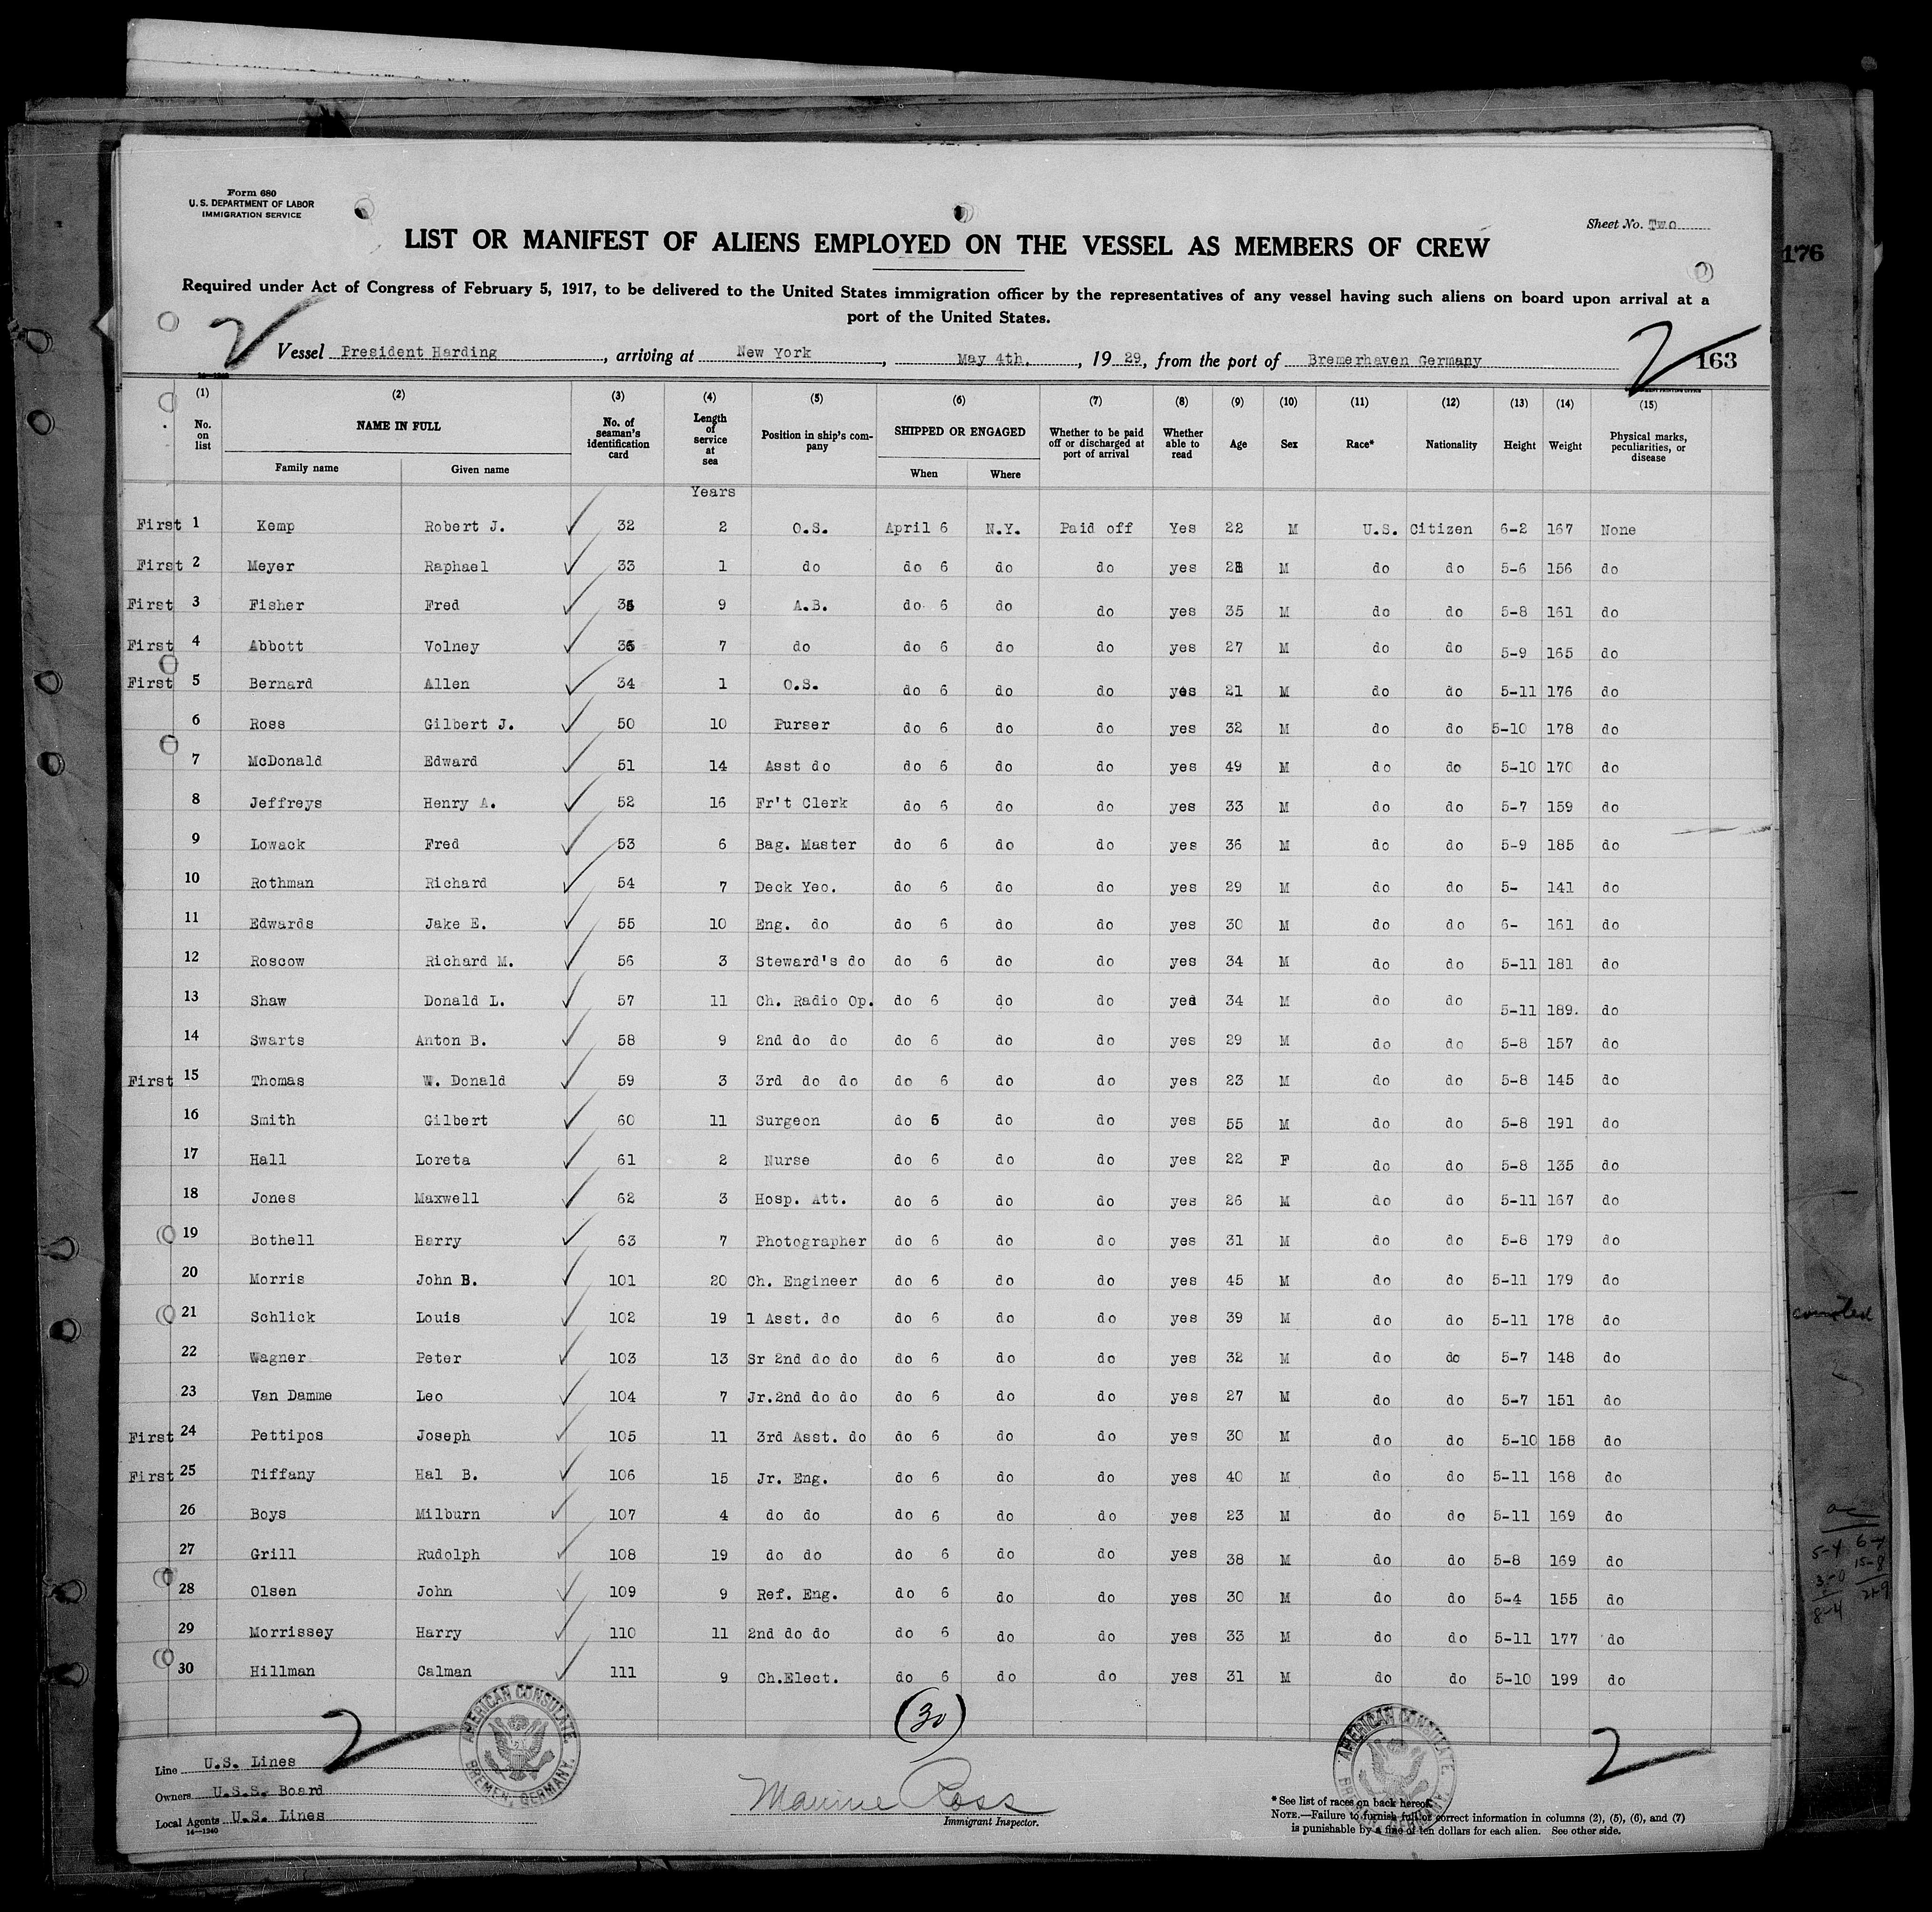 Form 680
U. S. DEPARTMENT OF LABOR
IMMIGRATION SERVICE
Sheet No. Two
LIST OR MANIFEST OF ALIENS EMPLOYED ON THE VESSEL AS MEMBERS OF CREW
176
Required under Act of Congress of February 5, 1917, to be delivered to the United States immigration officer by the representatives of any vessel having such aliens on board upon arrival at a
port of the United States.
2 2
Vessel President Harding, arriving at New York, May 4th., 19 29, from the port of Bremerhaven Germany 163
(1) (2) (3) (4) (5) (6) (7) (8) (9) (10) (11) (12) (13) (14) (15)
No. on list NAME IN FULL No. of seaman's identification card Length of service at sea Position in ship's company SHIPPED OR ENGAGED Whether to be paid off or discharged at port of arrival Whether able to read Age Sex Race* Nationality Height Weight Physical marks, peculiarities, or disease
Family name Given name When Where
Years
First 1 Kemp Robert J. 32 2 O.S. April 6 N.Y. Paid off Yes 22 M U.S. Citizen 6-2 167 None
First 2 Meyer Raphael 33 1 do do 6 do do yes M do do 5-6 156 do
First 3 Fisher Fred 9 A.B. do 6 do do yes 35 M do do 5-8 161 do
First 4 Abbott Volney 7 do do 6 do do yes 27 M do do 5-9 165 do
First 5 Bernard Allen 34 1 O.S. do 6 do do yes 21 M do do 5-11 176 do
6 Ross Gilbert J. 50 10 Purser do 6 do do yes 32 M do do 5-10 178 do
7 McDonald Edward 51 14 Asst do do 6 do do yes 49 M do do 5-10 170 do
8 Jeffreys Henry A. 52 16 Fr't Clerk do 6 do do yes 33 M do do 5-7 159 do
9 Lowack Fred 53 6 Bag. Master do 6 do do yes 36 M do do 5-9 185 do
10 Rothman Richard 54 7 Deck Yeo. do 6 do do yes 29 M do do 5- 141 do
11 Edwards Jake E. 55 10 Eng. do do 6 do do yes 30 M do do 6- 161 do
12 Roscow Richard M. 56 3 Steward's do do 6 do do yes 34 M do do 5-11 181 do
13 Shaw Donald L. 57 11 Ch. Radio Op. do 6 do do yes 34 M do do 5-11 189. do
14 Swarts Anton B. 58 9 2nd do do do 6 do do yes 29 M do do 5-8 157 do
First 15 Thomas W. Donald 59 3 3rd do do do 6 do do yes 23 M do do 5-8 145 do
16 Smith Gilbert 60 11 Surgeon do 6 do do yes 55 M do do 5-8 191 do
17 Hall Loreta 61 2 Nurse do 6 do do yes 22 F do do 5-8 135 do
18 Jones Maxwell 62 3 Hosp. Att. do 6 do do yes 26 M do do 5-11 167 do
19 Bothell Harry 63 7 Photographer do 6 do do yes 31 M do do 5-8 179 do
20 Morris John B. 101 20 Ch. Engineer do 6 do do yes 45 M do do 5-11 179 do
21 Schlick Louis 102 19 1 Asst. do do 6 do do yes 39 M do do 5-11 178 do
22 Wagner Peter 103 13 Sr 2nd do do do 6 do do yes 32 M do do 5-7 148 do
23 Van Damme Leo 104 7 Jr.2nd do do do 6 do do yes 27 M do do 5-7 151 do
First 24 Pettipos Joseph 105 11 3rd Asst. do do 6 do do yes 30 M do do 5-10 158 do
First 25 Tiffany Hal B. 106 15 Jr. Eng. do 6 do do yes 40 M do do 5-11 168 do
26 Boys Milburn 107 4 do do do 6 do do yes 23 M do do 5-11 169 do
27 Grill Rudolph 108 19 do do do 6 do do yes 38 M do do 5-8 169 do
28 Olsen John 109 9 Ref. Eng. do 6 do do yes 30 M do do 5-4 155 do
29 Morrissey Harry 110 11 2nd do do do 6 do do yes 33 M do do 5-11 177 do
30 Hillman Calman 111 9 Ch.Elect. do 6 do do yes 31 M do do 5-10 199 do
(30)
2 2
AMERICAN CONSULATE BREMEN, GERMANY.
AMERICAN CONSULATE
Line U.S. Lines
Owners U.S.S. Board
Local Agents U.S. Lines
14—1240
Maurine Ross
Immigrant Inspector.
* See list of races on back hereof.
NOTE.—Failure to furnish full or correct information in columns (2), (5), (6), and (7)
is punishable by a fine of ten dollars for each alien. See other side.